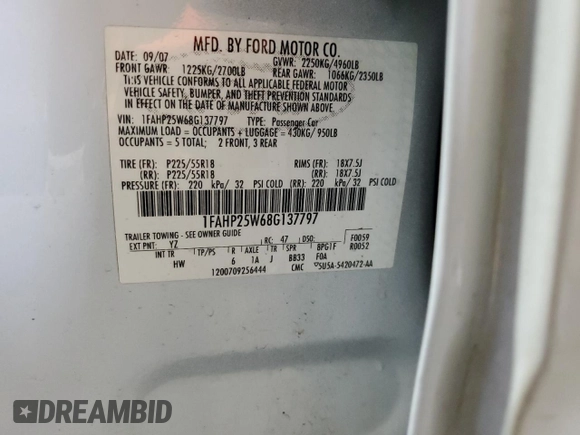 MFD. BY FORD MOTOR CO.
DATE: 09/07 GVWR: 2250KG/4960LB
FRONT GAWR: 1225KG/2700LB REAR GAWR: 1066KG/2350LB
THIS VEHICLE CONFORMS TO ALL APPLICABLE FEDERAL MOTOR
VEHICLE SAFETY, BUMPER, AND THEFT PREVENTION STANDARDS
IN EFFECT ON THE DATE OF MANUFACTURE SHOWN ABOVE.
VIN: 1FAHP25W68G137797 TYPE: Passenger Car
MAXIMUM LOAD = OCCUPANTS + LUGGAGE = 430KG/950LB
OCCUPANTS = 5 TOTAL; 2 FRONT, 3 REAR
TIRE (FR): P225/55R18 RIMS (FR): 18X7.5J
(RR): P225/55R18 (RR): 18X7.5J
PRESSURE (FR): 220 kPa/ 32 PSI COLD (RR): 220 kPa/ 32 PSI COLD
1FAHP25W68G137797
TRAILER TOWING - SEE OWNER GUIDE
EXT PNT: YZ RC: 47 DSO: F0059
R0052
INT TR TP/PS R AXLE TR SPR BPGTF
HW 6 1A J BB33 FOA
1200709256444 CMC 5U5A-5420472-AA
DREAMBID